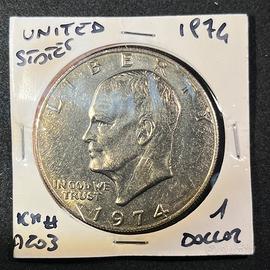 UNITED
STATES
1974
LIBERTY
IN GOD WE
TRUST
1974
KM#
A203
1
DOLLAR